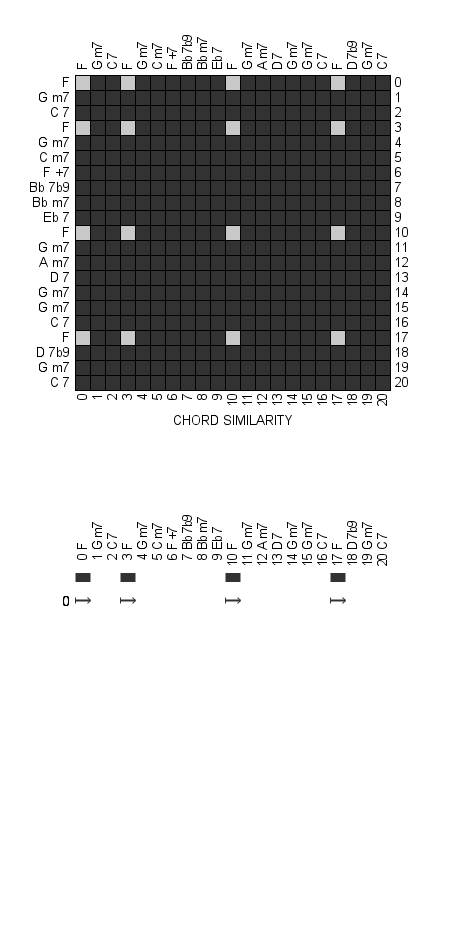 F G m7 C 7 F G m7 C m7 F +7 Bb 7b9 Bb m7 Eb 7 F G m7 A m7 D 7 G m7 G m7 C 7 F D 7b9 G m7 C 7
F 0
G m7 1
C 7 2
F 3
G m7 4
C m7 5
F +7 6
Bb 7b9 7
Bb m7 8
Eb 7 9
F 10
G m7 11
A m7 12
D 7 13
G m7 14
G m7 15
C 7 16
F 17
D 7b9 18
G m7 19
C 7 20
0 1 2 3 4 5 6 7 8 9 10 11 12 13 14 15 16 17 18 19 20
CHORD SIMILARITY
0 F 1 G m7 2 C 7 3 F 4 G m7 5 C m7 6 F +7 7 Bb 7b9 8 Bb m7 9 Eb 7 10 F 11 G m7 12 A m7 13 D 7 14 G m7 15 G m7 16 C 7 17 F 18 D 7b9 19 G m7 20 C 7
0